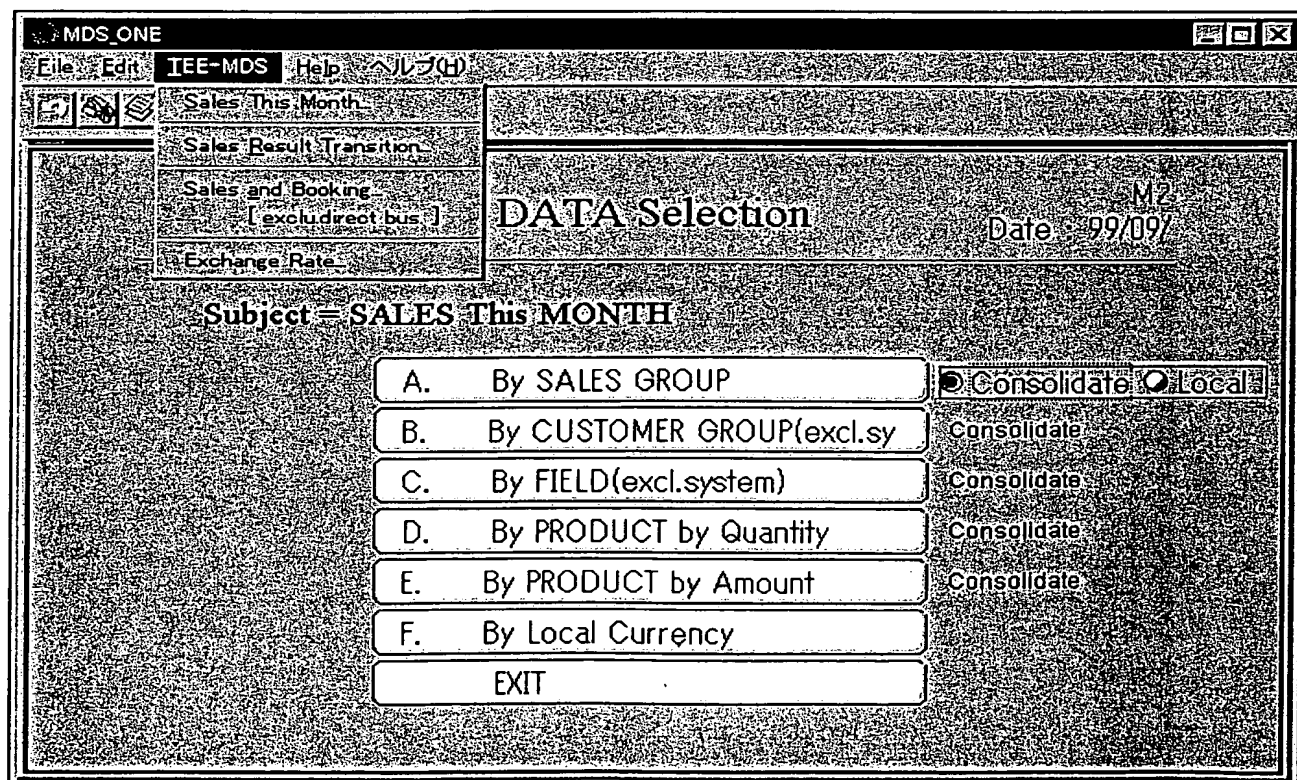 MDS_ONE
File Edit TEE-MDS Help ヘルプ(H)
Sales This Month...
Sales Result Transition...
Sales and Booking...
[ exclu.direct bus. ]
Exchange Rate...
DATA Selection
M2
Date 99/09/
Subject = SALES This MONTH
A. By SALES GROUP
Consolidate Local
B. By CUSTOMER GROUP(excl.sy
Consolidate
C. By FIELD(excl.system)
Consolidate
D. By PRODUCT by Quantity
Consolidate
E. By PRODUCT by Amount
Consolidate
F. By Local Currency
EXIT